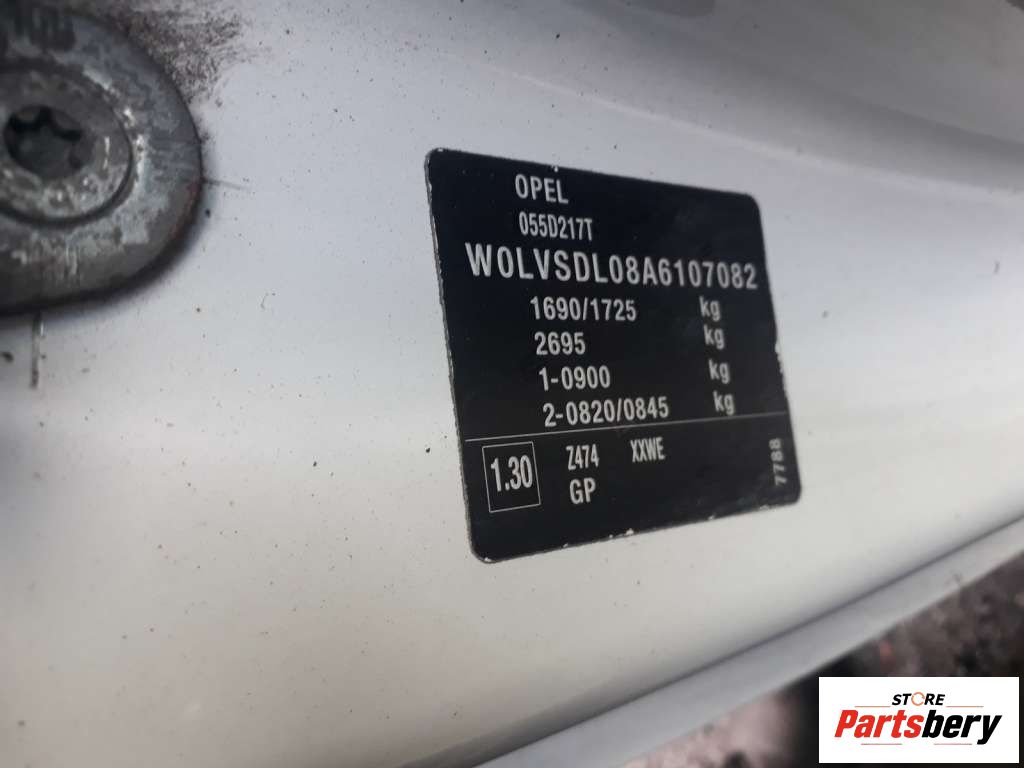 OPEL
055D217T
W0LVSDL08A6107082
1690/1725 kg
2695 kg
1-0900 kg
2-0820/0845 kg
1.30 Z474 XXWE
GP
7788
STORE
Partsbery